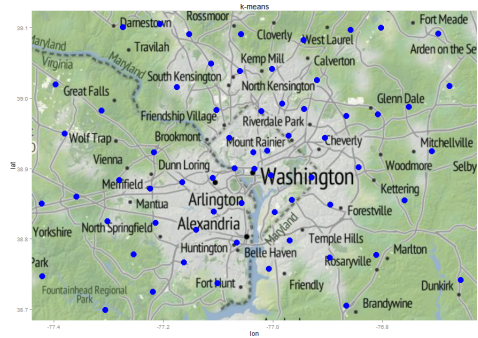 k-means
Rossmoor
Damestown
Fort Meade
Cloverly
West Laurel
Arden on the Se
Maryland
Travilah
Maryland
Virginia
Kemp Mill
Calverton
South Kensington
North Kensington
Great Falls
Glenn Dale
Friendship Village
Riverdale Park
Wolf Trap
Brookmont
Mount Rainier
Cheverly
Mitchellville
Vienna
Dunn Loring
Woodmore
Selby
Merrifield
Washington
Kettering
Mantua
Arlington
Forestville
Yorkshire
North Springfield
Alexandria
Maryland
Temple Hills
Huntington
Belle Haven
Marlton
Park
Rosaryville
Fort Hunt
Friendly
Dunkirk
Fountainhead Regional
Park
Brandywine
39.1
39.0
38.9
38.8
38.7
lat
-77.4
-77.2
-77.0
-76.8
lon